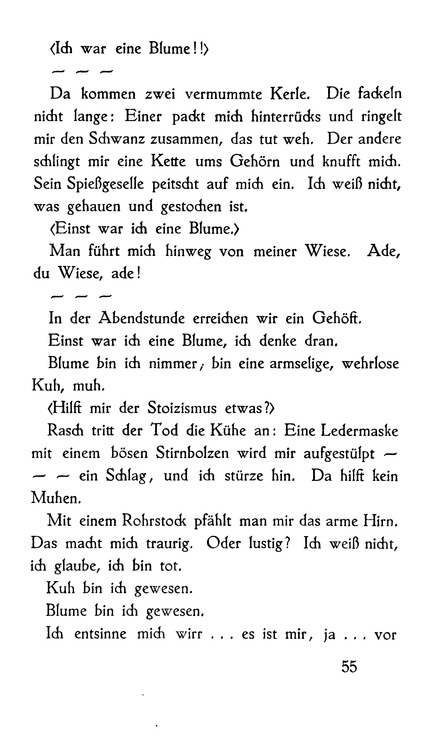 ‹Ich war eine Blume!!›
— — —
Da kommen zwei vermummte Kerle. Die fackeln
nicht lange: Einer packt mich hinterrücks und ringelt
mir den Schwanz zusammen, das tut weh. Der andere
schlingt mir eine Kette ums Gehörn und knufft mich.
Sein Spießgeselle peitscht auf mich ein. Ich weiß nicht,
was gehauen und gestochen ist.
‹Einst war ich eine Blume.›
Man führt mich hinweg von meiner Wiese. Ade,
du Wiese, ade!
— — —
In der Abendstunde erreichen wir ein Gehöft.
Einst war ich eine Blume, ich denke dran.
Blume bin ich nimmer, bin eine armselige, wehrlose
Kuh, muh.
‹Hilft mir der Stoizismus etwas?›
Rasch tritt der Tod die Kühe an: Eine Ledermaske
mit einem bösen Stirnbolzen wird mir aufgestülpt —
— — ein Schlag, und ich stürze hin. Da hilft kein
Muhen.
Mit einem Rohrstock pfählt man mir das arme Hirn.
Das macht mich traurig. Oder lustig? Ich weiß nicht,
ich glaube, ich bin tot.
Kuh bin ich gewesen.
Blume bin ich gewesen.
Ich entsinne mich wirr . . . es ist mir, ja . . . vor
55